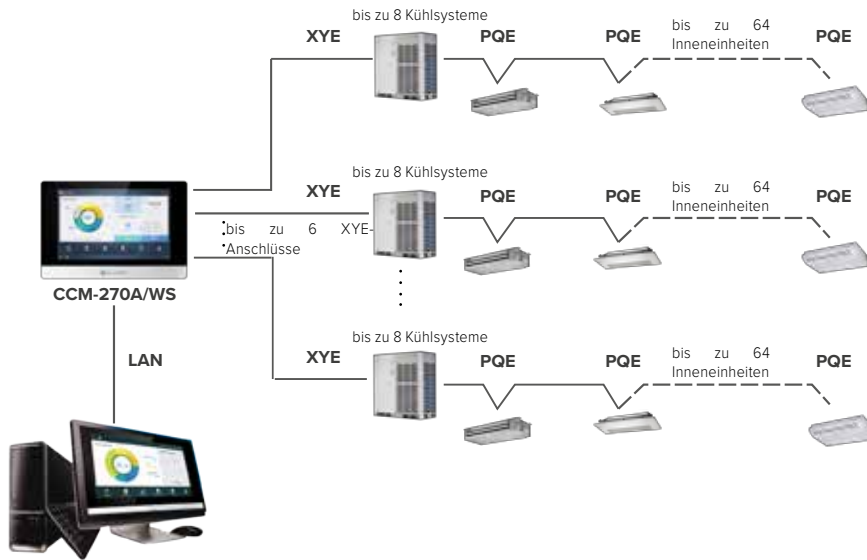 bis zu 8 Kühlsysteme
XYE
PQE
PQE
bis zu 64
Inneneinheiten
PQE
bis zu 8 Kühlsysteme
XYE
PQE
PQE
bis zu 64
Inneneinheiten
PQE
bis zu 6 XYE-
Anschlüsse
CCM-270A/WS
bis zu 8 Kühlsysteme
LAN
XYE
PQE
PQE
bis zu 64
Inneneinheiten
PQE